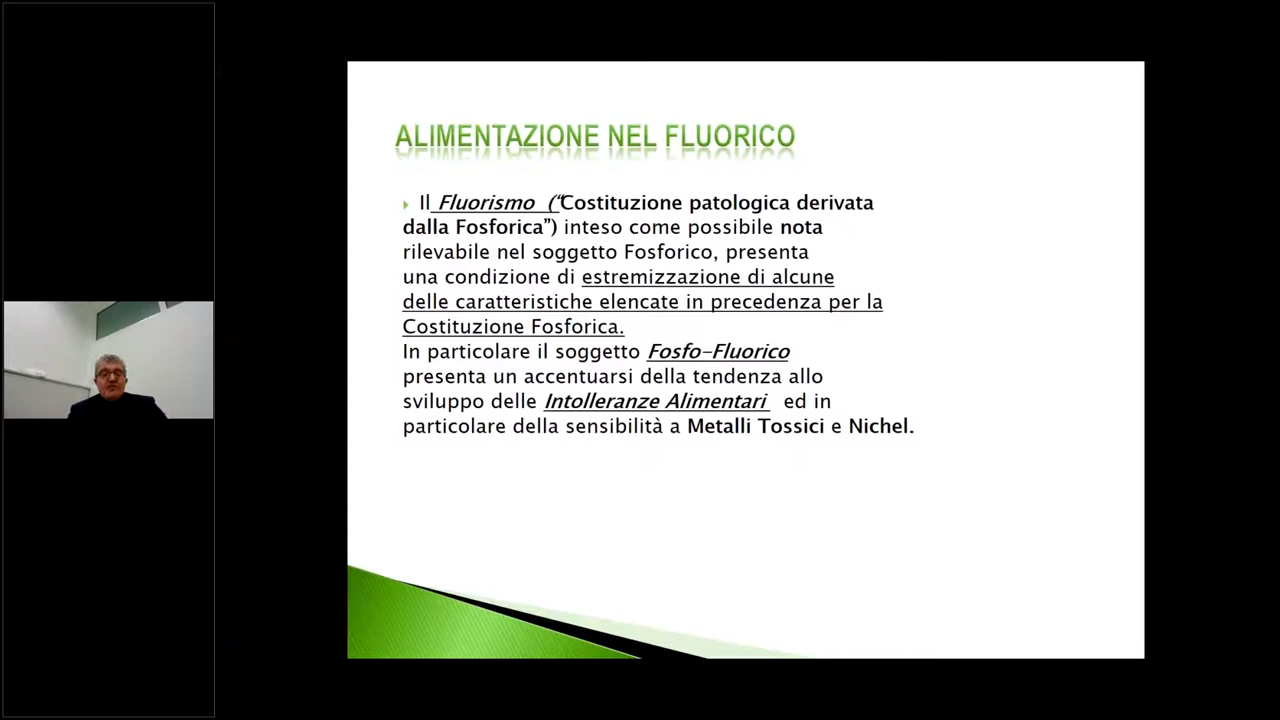 ALIMENTAZIONE NEL FLUORICO
Il Fluorismo (“Costituzione patologica derivata
dalla Fosforica”) inteso come possibile nota
rilevabile nel soggetto Fosforico, presenta
una condizione di estremizzazione di alcune
delle caratteristiche elencate in precedenza per la
Costituzione Fosforica.
In particolare il soggetto Fosfo-Fluorico
presenta un accentuarsi della tendenza allo
sviluppo delle Intolleranze Alimentari ed in
particolare della sensibilità a Metalli Tossici e Nichel.